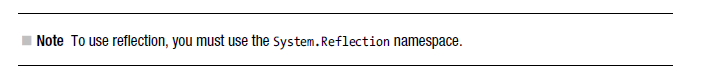 Note To use reflection, you must use the System.Reflection namespace.